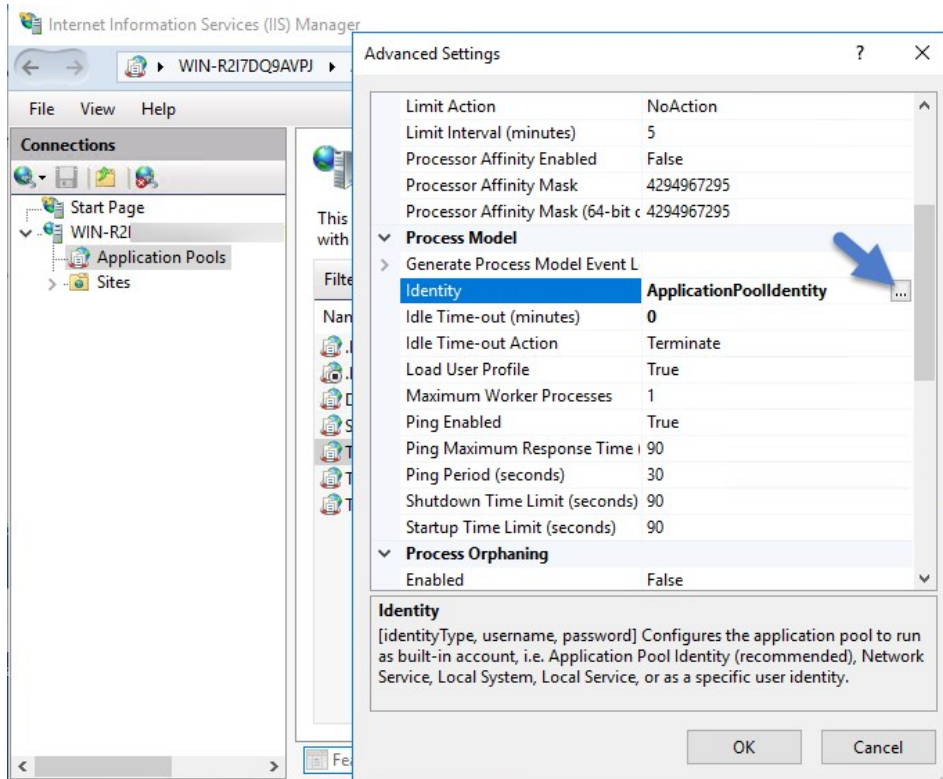 Internet Information Services (IIS) Manager
WIN-R2I7DQ9AVPJ
File View Help
Connections
Start Page
WIN-R2I
Application Pools
Sites
This
with
Filte
Nan
Fea
Advanced Settings
? 
Limit Action NoAction
Limit Interval (minutes) 5
Processor Affinity Enabled False
Processor Affinity Mask 4294967295
Processor Affinity Mask (64-bit c 4294967295
Process Model
Generate Process Model Event L
Identity ApplicationPoolIdentity ...
Idle Time-out (minutes) 0
Idle Time-out Action Terminate
Load User Profile True
Maximum Worker Processes 1
Ping Enabled True
Ping Maximum Response Time ( 90
Ping Period (seconds) 30
Shutdown Time Limit (seconds) 90
Startup Time Limit (seconds) 90
Process Orphaning
Enabled False
Identity
[identityType, username, password] Configures the application pool to run
as built-in account, i.e. Application Pool Identity (recommended), Network
Service, Local System, Local Service, or as a specific user identity.
OK Cancel